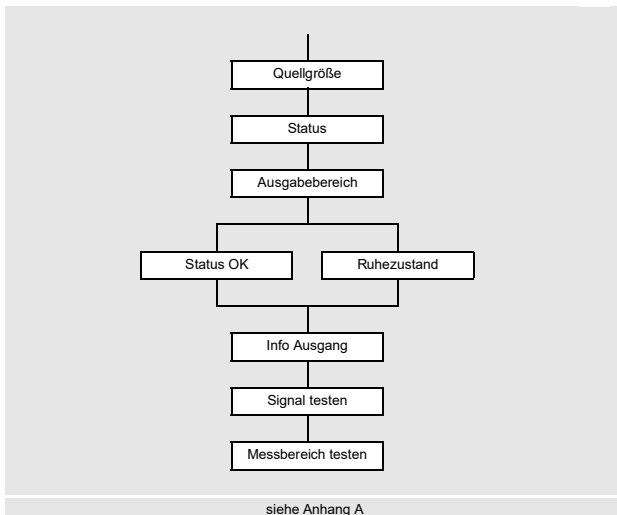 Quellgröße
Status
Ausgabebereich
Status OK
Ruhezustand
Info Ausgang
Signal testen
Messbereich testen
siehe Anhang A